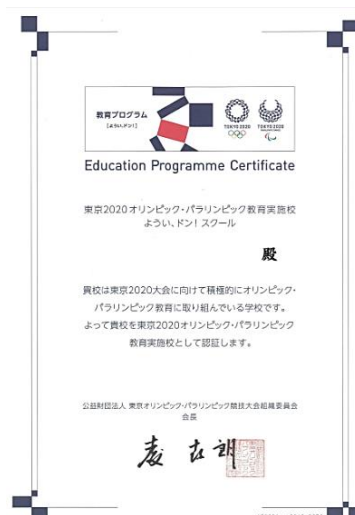 教育プログラム
[ようい、ドン!]
TOKYO 2020
TOKYO 2020
Education Programme Certificate
東京2020オリンピック・パラリンピック教育実施校
ようい、ドン! スクール
殿
貴校は東京2020大会に向けて積極的にオリンピック・
パラリンピック教育に取り組んでいる学校です。
よって貴校を東京2020オリンピック・パラリンピック
教育実施校として認証します。
公益財団法人 東京オリンピック・パラリンピック競技大会組織委員会
会長